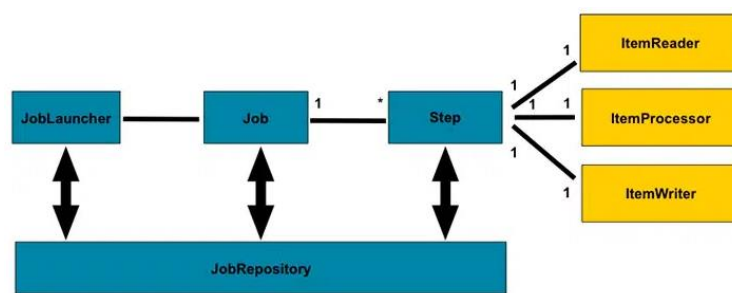 ItemReader
1
1
JobLauncher
Job
1
*
Step
1
1
ItemProcessor
1
1
ItemWriter
JobRepository